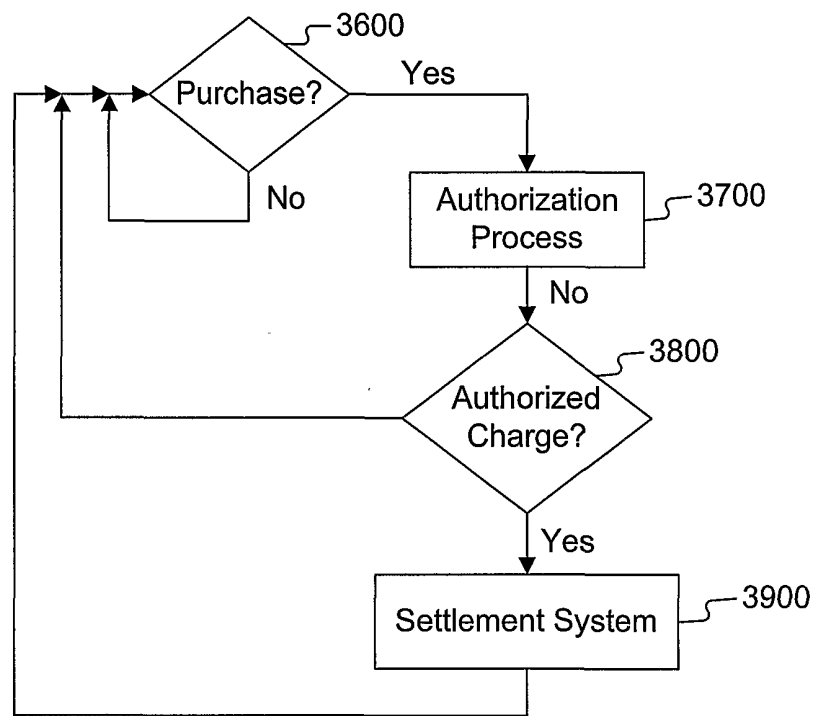 3600
Purchase?
Yes
No
Authorization
Process
3700
No
3800
Authorized
Charge?
Yes
Settlement System
3900